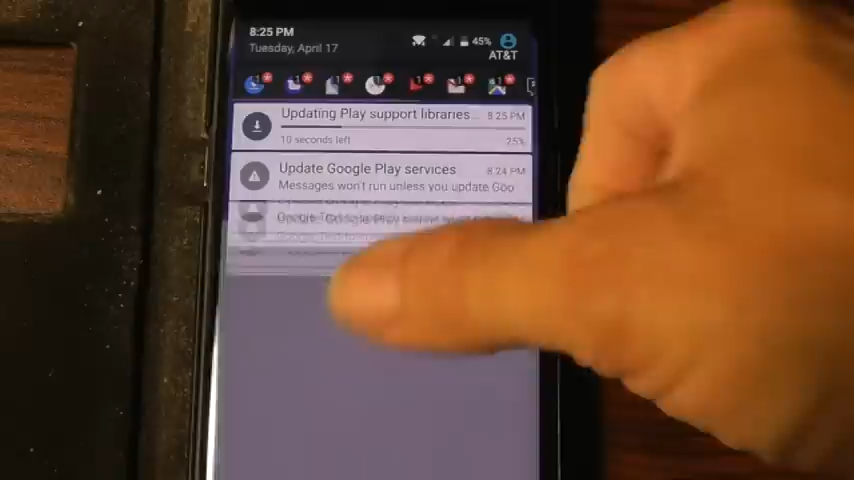 8:25 PM
45%
Tuesday, April 17
AT&T
Updating Play support libraries... 8:25 PM
10 seconds left 25%
Update Google Play services 8:24 PM
Messages won't run unless you update Goo